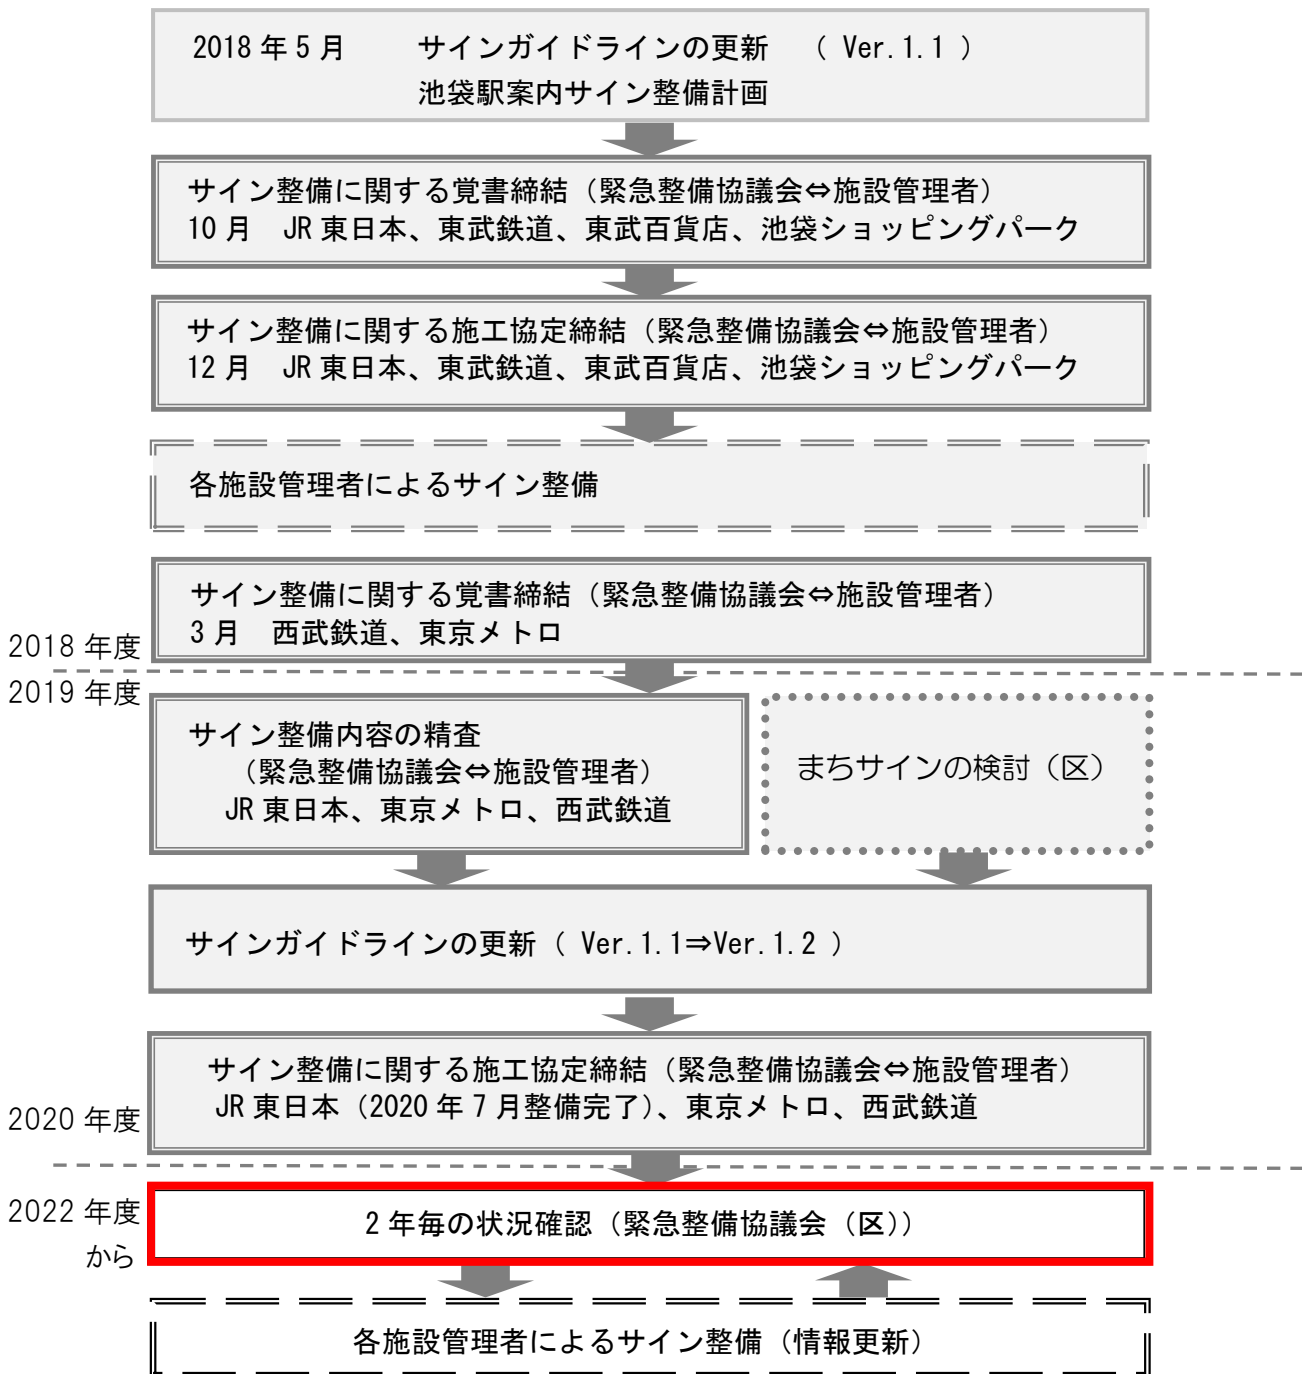 2018年5月　サインガイドラインの更新　（ Ver.1.1 ）
池袋駅案内サイン整備計画
サイン整備に関する覚書締結（緊急整備協議会⇔施設管理者）
10月　JR東日本、東武鉄道、東武百貨店、池袋ショッピングパーク
サイン整備に関する施工協定締結（緊急整備協議会⇔施設管理者）
12月　JR東日本、東武鉄道、東武百貨店、池袋ショッピングパーク
各施設管理者によるサイン整備
サイン整備に関する覚書締結（緊急整備協議会⇔施設管理者）
3月　西武鉄道、東京メトロ
2018年度
2019年度
サイン整備内容の精査
（緊急整備協議会⇔施設管理者）
JR東日本、東京メトロ、西武鉄道
まちサインの検討（区）
サインガイドラインの更新（ Ver.1.1⇒Ver.1.2 ）
サイン整備に関する施工協定締結（緊急整備協議会⇔施設管理者）
JR東日本（2020年7月整備完了）、東京メトロ、西武鉄道
2020年度
2022年度
から
2年毎の状況確認（緊急整備協議会（区））
各施設管理者によるサイン整備（情報更新）